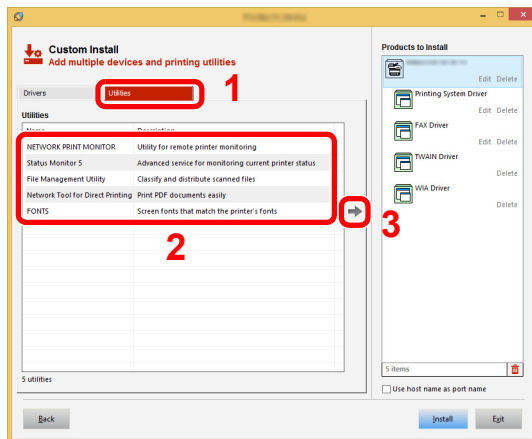 Custom Install
Add multiple devices and printing utilities
Drivers
Utilities
1
Utilities
Description
NETWORK PRINT MONITOR Utility for remote printer monitoring
Status Monitor 5 Advanced service for monitoring current printer status
File Management Utility Classify and distribute scanned files
Network Tool for Direct Printing Print PDF documents easily
FONTS Screen fonts that match the printer's fonts
2
3
5 utilities
Back
Products to Install
Edit Delete
Printing System Driver
Edit Delete
FAX Driver
Edit Delete
TWAIN Driver
Delete
WIA Driver
Delete
5 items
Use host name as port name
Install
Exit